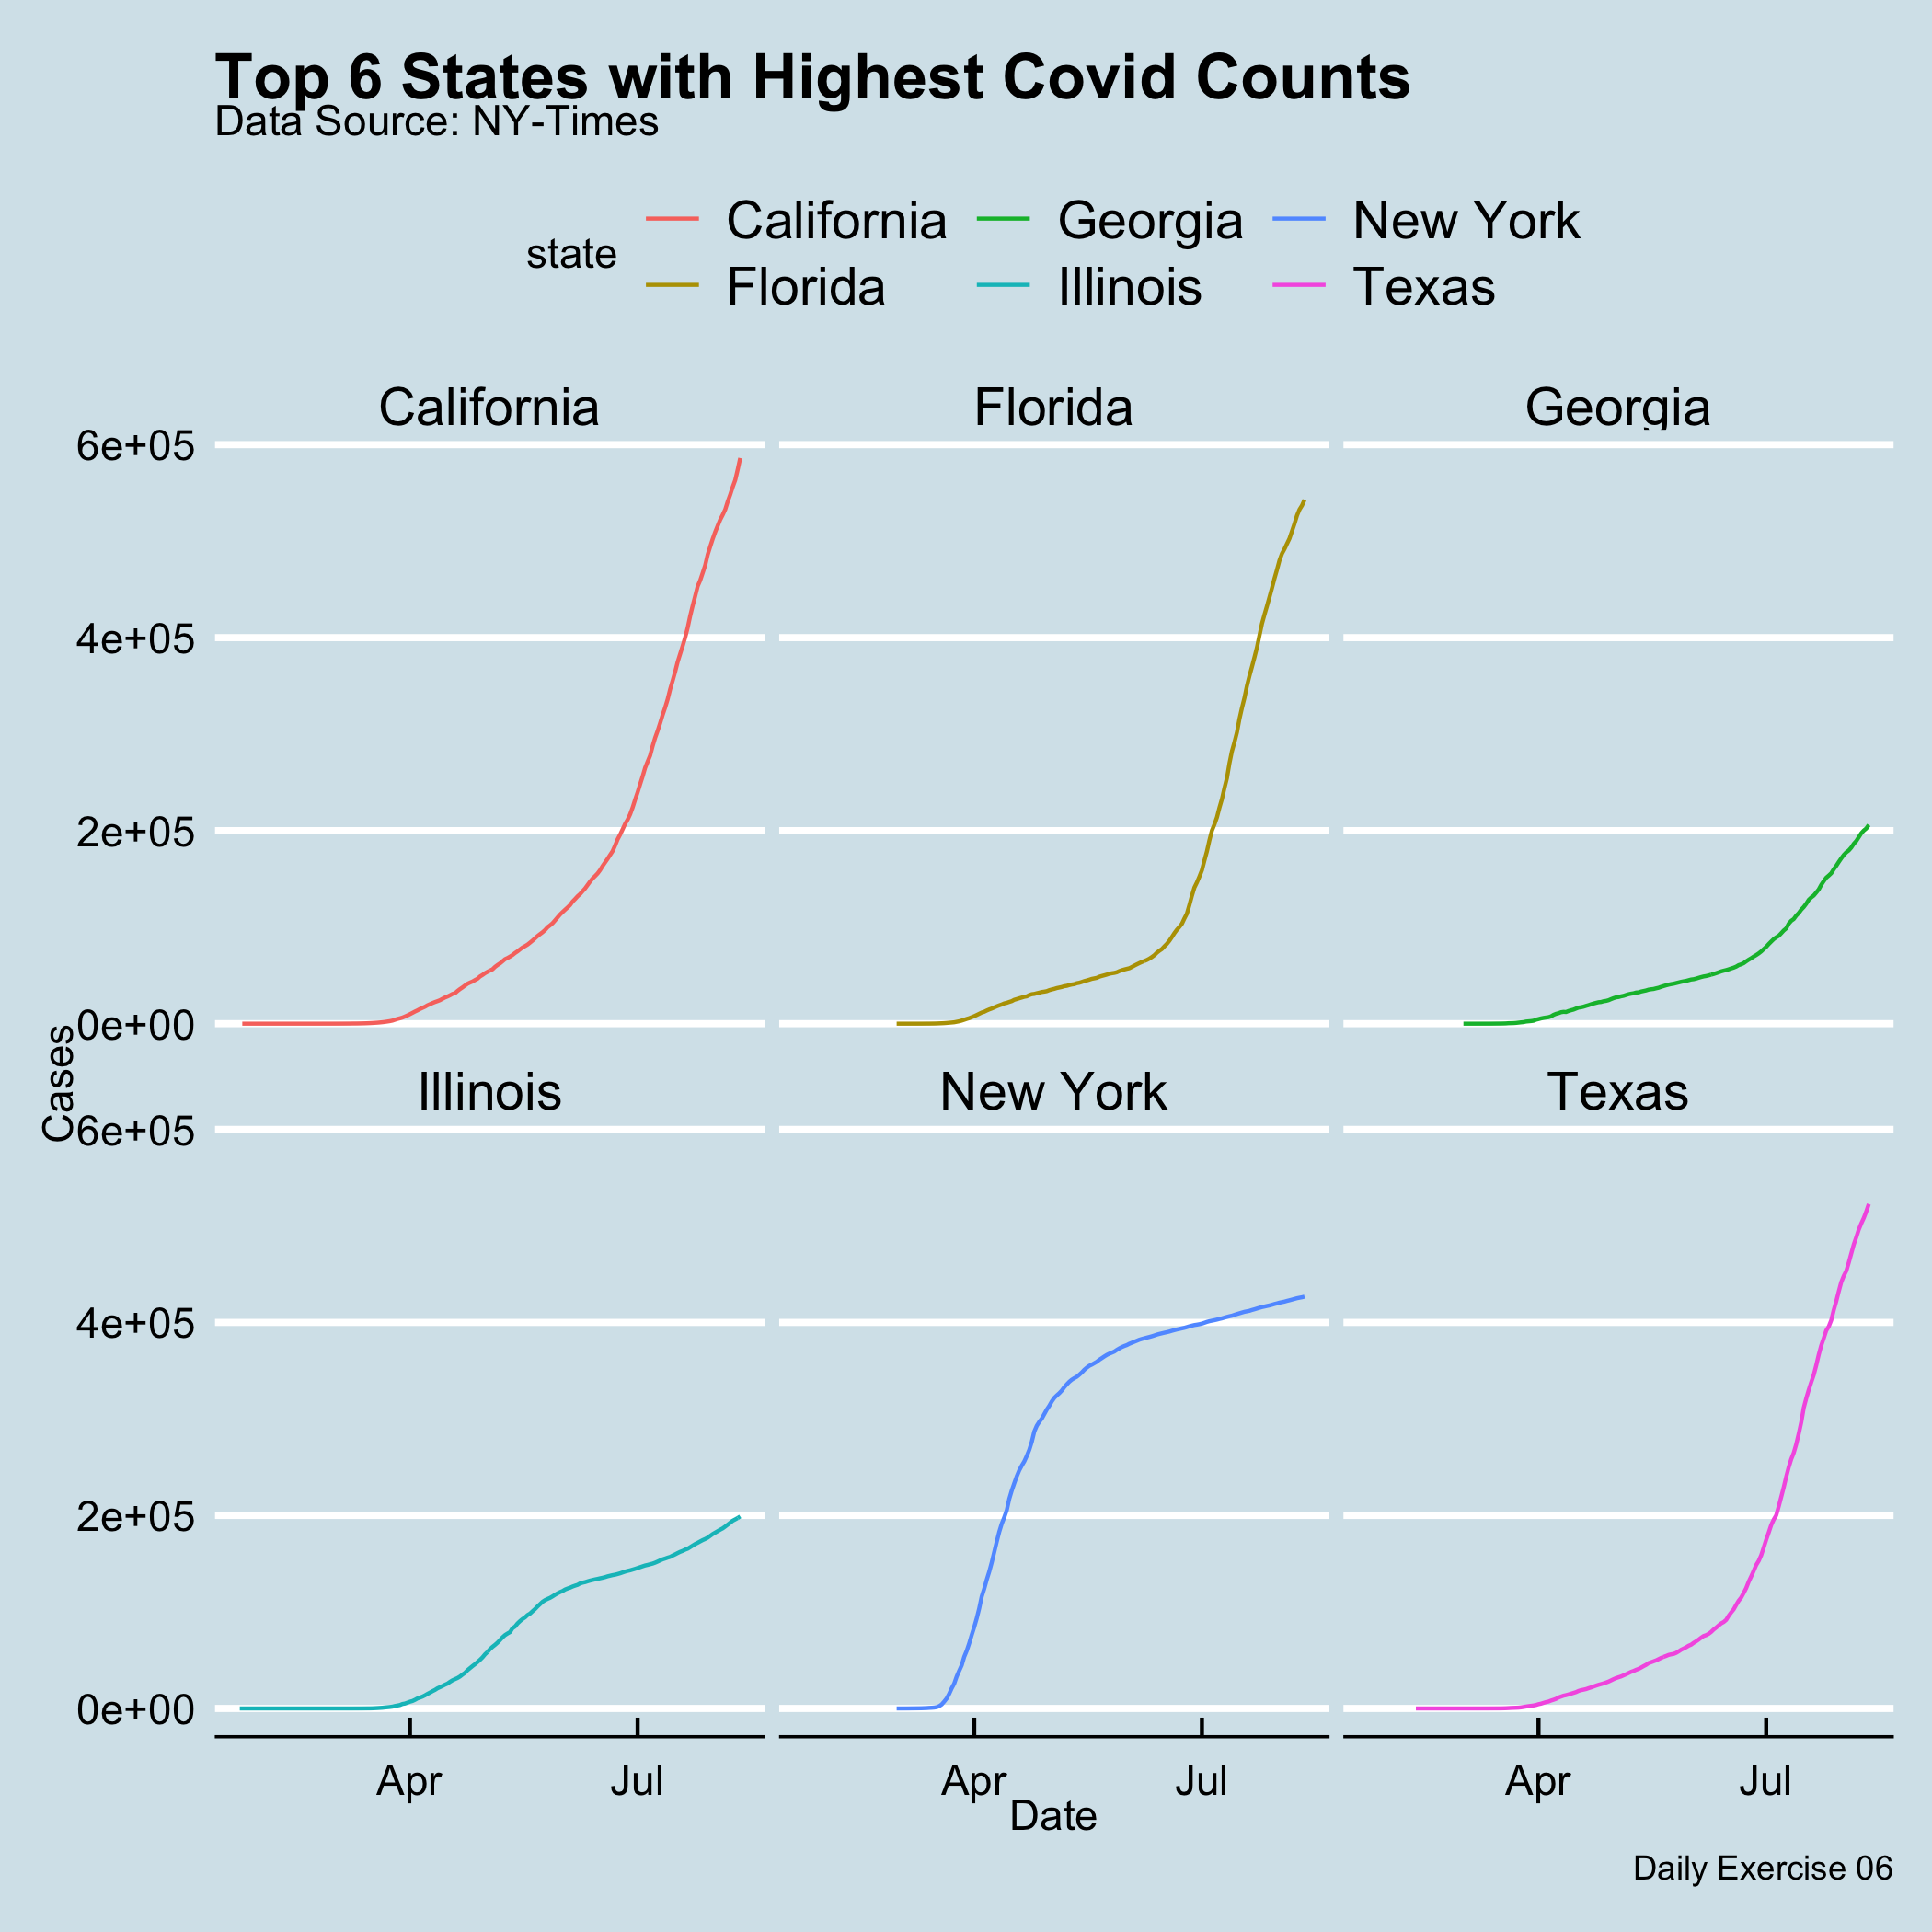 Top 6 States with Highest Covid Counts
Data Source: NY-Times
state
California Georgia New York
Florida Illinois Texas
California Florida Georgia
6e+05
4e+05
2e+05
0e+00
Cases
Illinois New York Texas
6e+05
4e+05
2e+05
0e+00
Apr Jul Apr Jul Apr Jul
Date
Daily Exercise 06